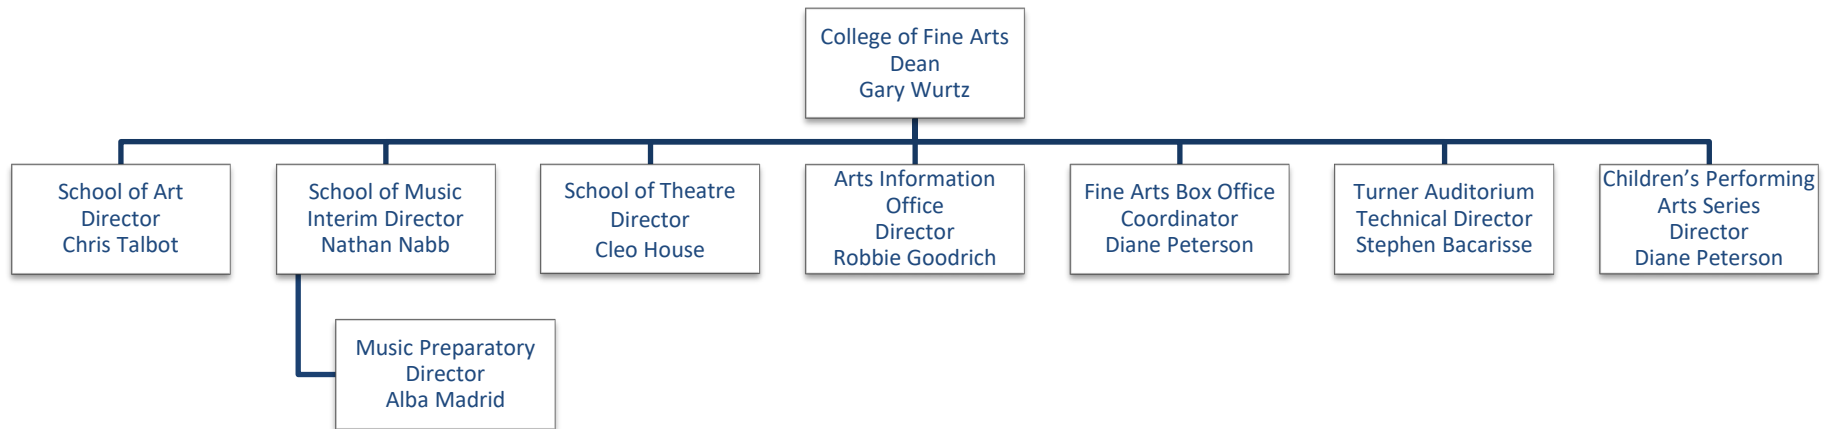 College of Fine Arts
Dean
Gary Wurtz
School of Art
Director
Chris Talbot
School of Music
Interim Director
Nathan Nabb
School of Theatre
Director
Cleo House
Arts Information
Office
Director
Robbie Goodrich
Fine Arts Box Office
Coordinator
Diane Peterson
Turner Auditorium
Technical Director
Stephen Bacarisse
Children’s Performing
Arts Series
Director
Diane Peterson
Music Preparatory
Director
Alba Madrid